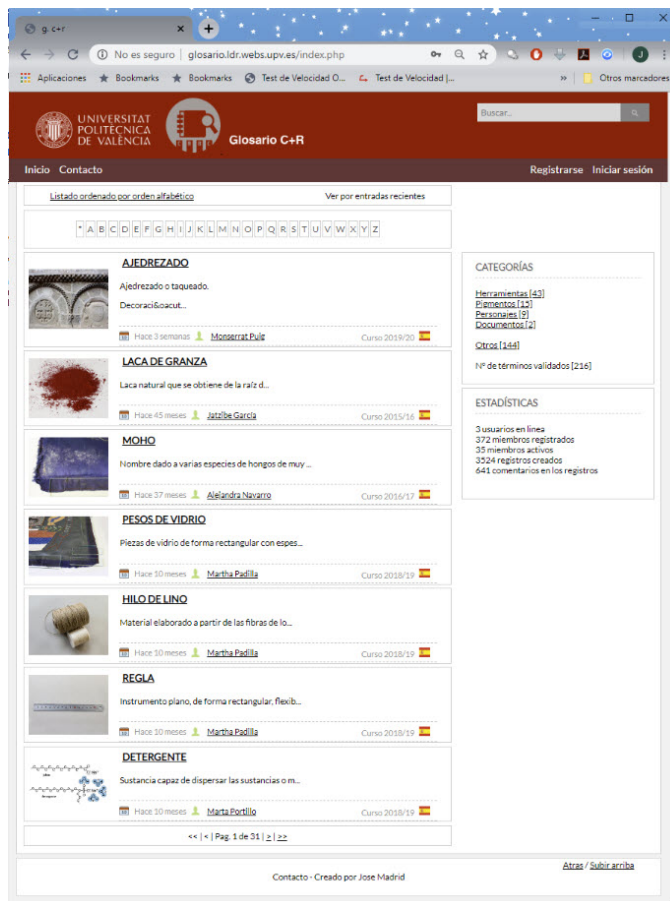 g. c+r
No es seguro | glosario.ldr.webs.upv.es/index.php
J
Aplicaciones Bookmarks Bookmarks Test de Velocidad O... Test de Velocidad |... » Otros marcadores
UNIVERSITAT
POLITÈCNICA
DE VALÈNCIA
Glosario C+R
Buscar...
Inicio Contacto Registrarse Iniciar sesión
Listado ordenado por orden alfabético Ver por entradas recientes
* A B C D E F G H I J K L M N O P Q R S T U V W X Y Z
AJEDREZADO
Ajedrezado o taqueado.
Decoraci&oacut...
Hace 3 semanas Monserrat Puig Curso 2019/20
LACA DE GRANZA
Laca natural que se obtiene de la raíz d...
Hace 45 meses Jatzibe García Curso 2015/16
MOHO
Nombre dado a varias especies de hongos de muy ...
Hace 37 meses Alejandra Navarro Curso 2016/17
PESOS DE VIDRIO
Piezas de vidrio de forma rectangular con espes...
Hace 10 meses Martha Padilla Curso 2018/19
HILO DE LINO
Material elaborado a partir de las fibras de lo...
Hace 10 meses Martha Padilla Curso 2018/19
REGLA
Instrumento plano, de forma rectangular, flexib...
Hace 10 meses Martha Padilla Curso 2018/19
DETERGENTE
Sustancia capaz de dispersar las sustancias o m...
Hace 10 meses Marta Portillo Curso 2018/19
<< | < | Pag. 1 de 31 | > | >>
CATEGORÍAS
Herramientas [43]
Pigmentos [15]
Personajes [9]
Documentos [2]
Otros [144]
Nº de términos validados [216]
ESTADÍSTICAS
3 usuarios en linea
372 miembros registrados
35 miembros activos
3524 registros creados
641 comentarios en los registros
Atras / Subir arriba
Contacto - Creado por Jose Madrid